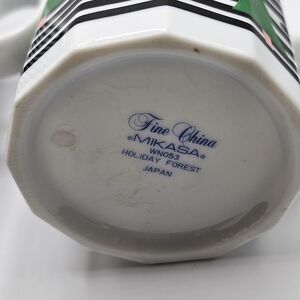 Fine China
®MIKASA®
WN053
HOLIDAY FOREST
JAPAN